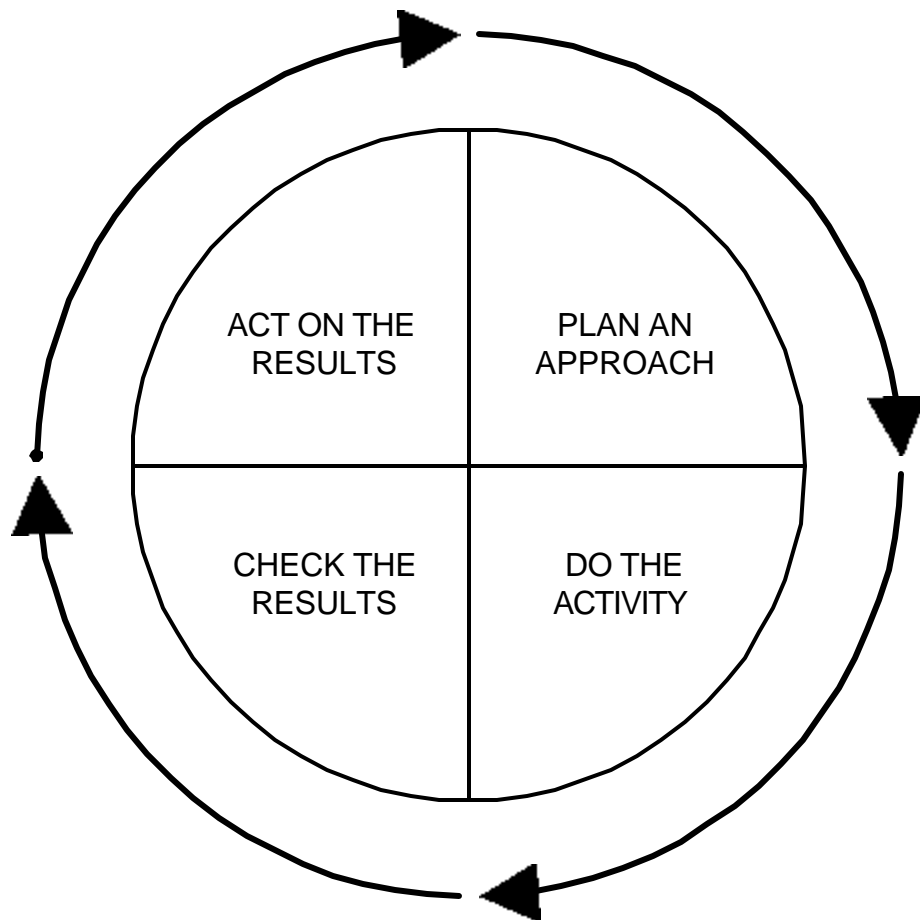 ACT ON THE
RESULTS
PLAN AN
APPROACH
CHECK THE
RESULTS
DO THE
ACTIVITY